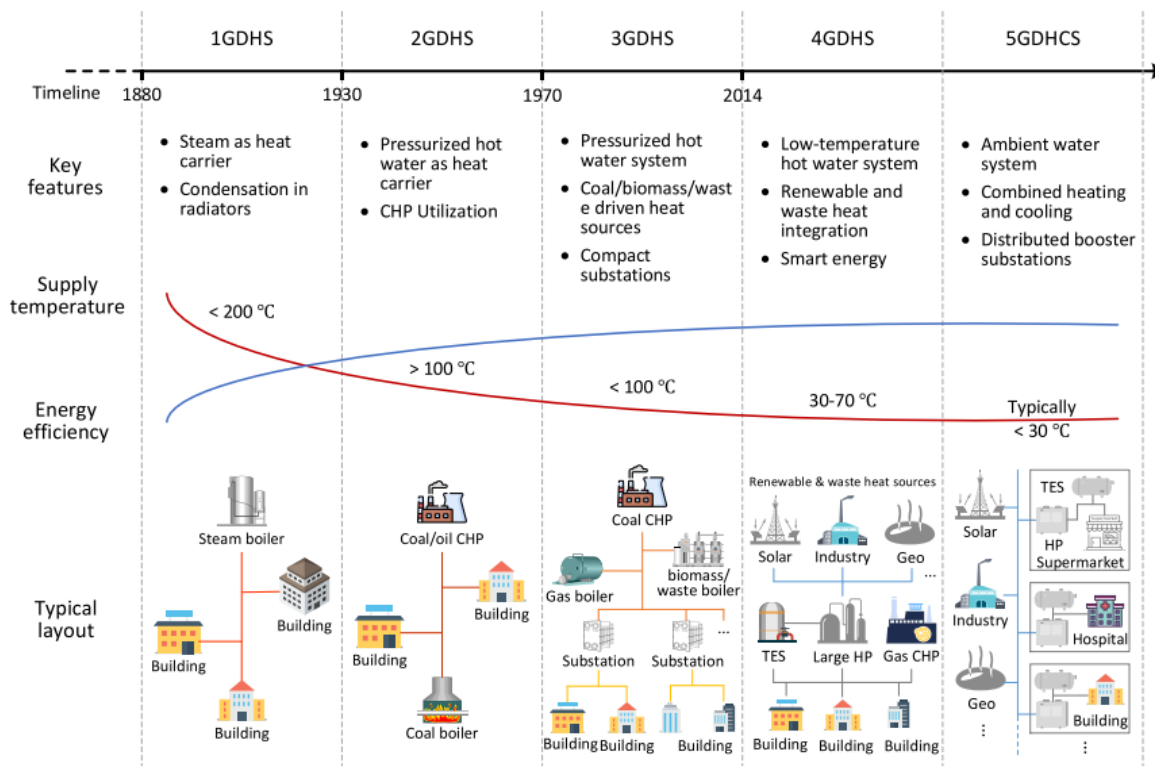 1GDHS
2GDHS
3GDHS
4GDHS
5GDHCS
Timeline
1880
1930
1970
2014
Key
features
• Steam as heat
carrier
• Condensation in
radiators
• Pressurized hot
water as heat
carrier
• CHP Utilization
• Pressurized hot
water system
• Coal/biomass/wast
e driven heat
sources
• Compact
substations
• Low-temperature
hot water system
• Renewable and
waste heat
integration
• Smart energy
• Ambient water
system
• Combined heating
and cooling
• Distributed booster
substations
Supply
temperature
< 200 ℃
> 100 ℃
< 100 ℃
30-70 ℃
Typically
< 30 ℃
Energy
efficiency
Typical
layout
Steam boiler
Building
Building
Building
Coal/oil CHP
Building
Building
Coal boiler
Coal CHP
Gas boiler
biomass/
waste boiler
...
Substation
Substation
Building
Building
Building
Renewable & waste heat sources
Solar
Industry
Geo
...
TES
Large HP
Gas CHP
Building
Building
Building
Solar
Industry
Geo
⋮
TES
HP
Supermarket
Hospital
Building
⋮